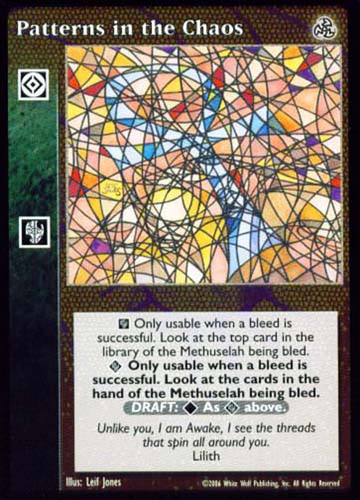 Patterns in the Chaos
Only usable when a bleed is
successful. Look at the top card in the
library of the Methuselah being bled.
Only usable when a bleed is
successful. Look at the cards in the
hand of the Methuselah being bled.
DRAFT: As above.
Unlike you, I am Awake, I see the threads
that spin all around you.
Lilith
Illus: Leif Jones ©2006 White Wolf Publishing, Inc. All Rights Reserved